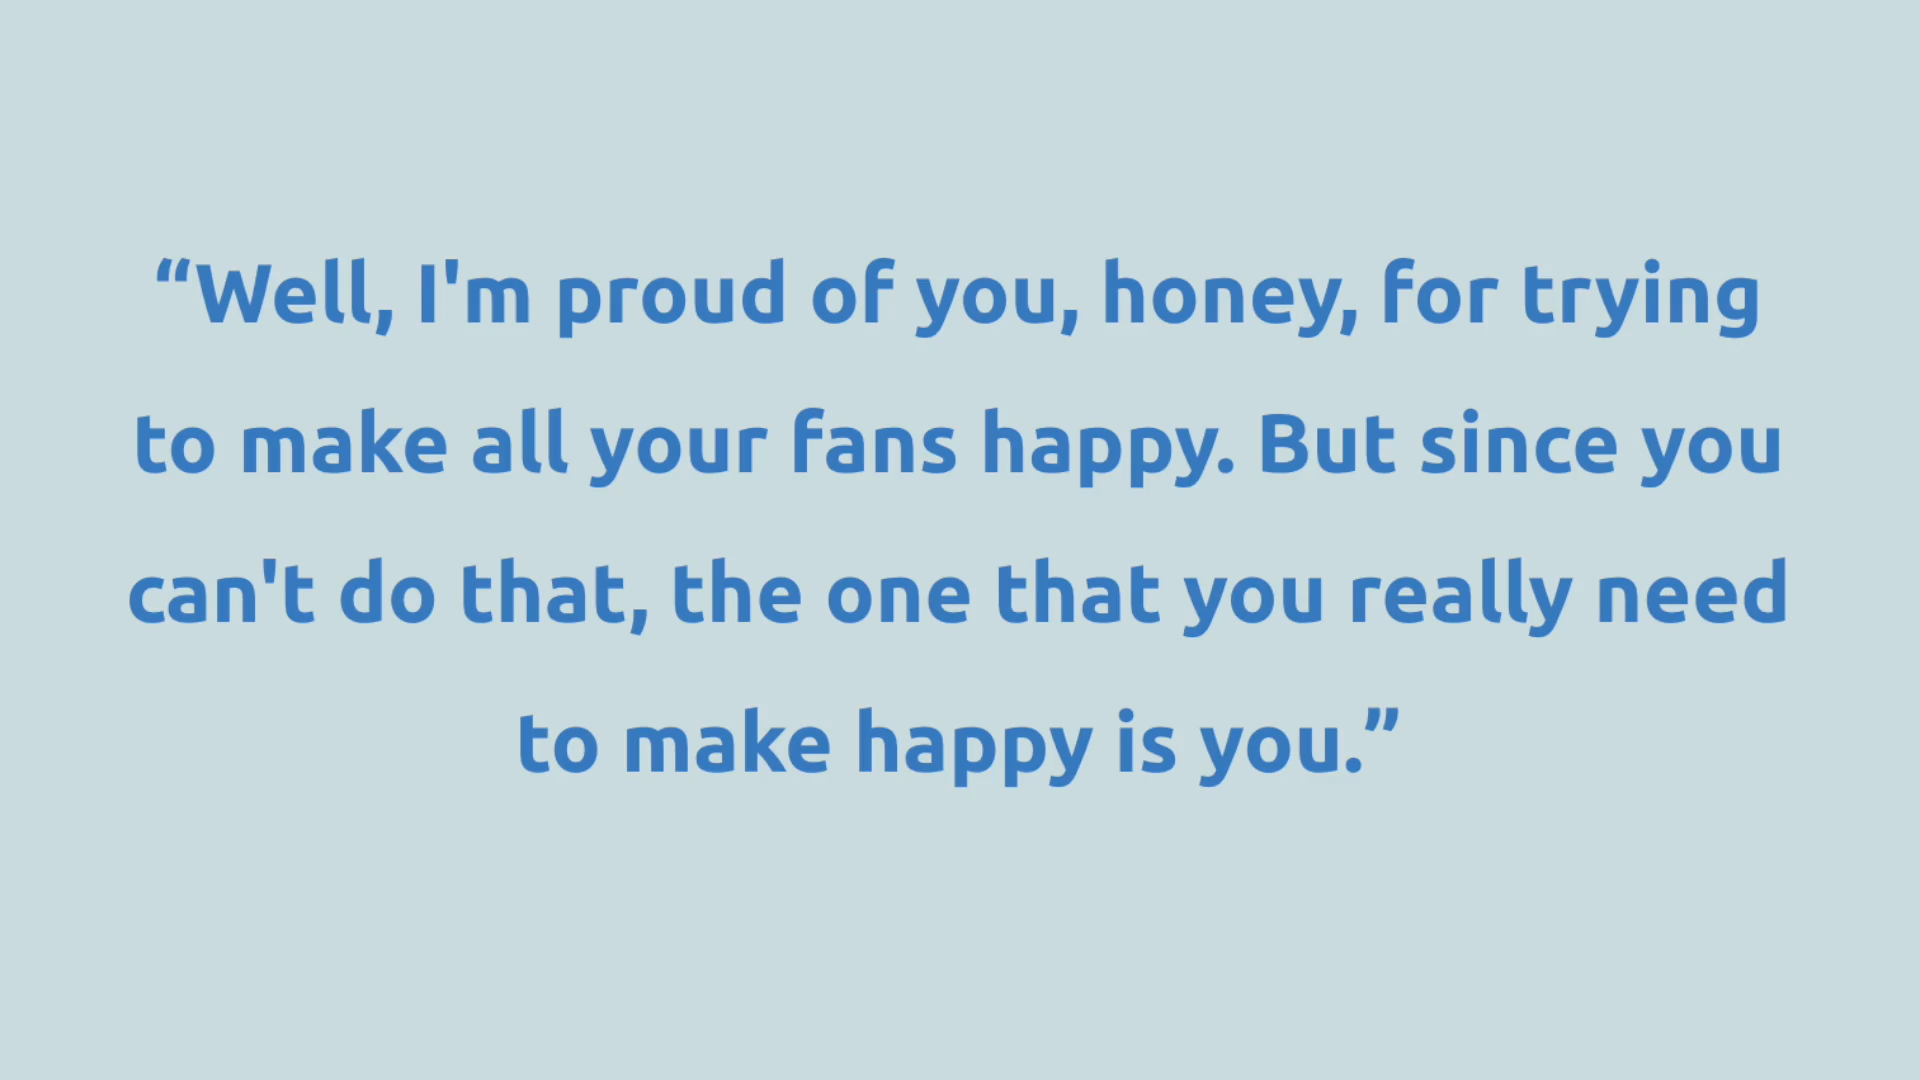 “Well, I'm proud of you, honey, for trying
to make all your fans happy. But since you
can't do that, the one that you really need
to make happy is you.”